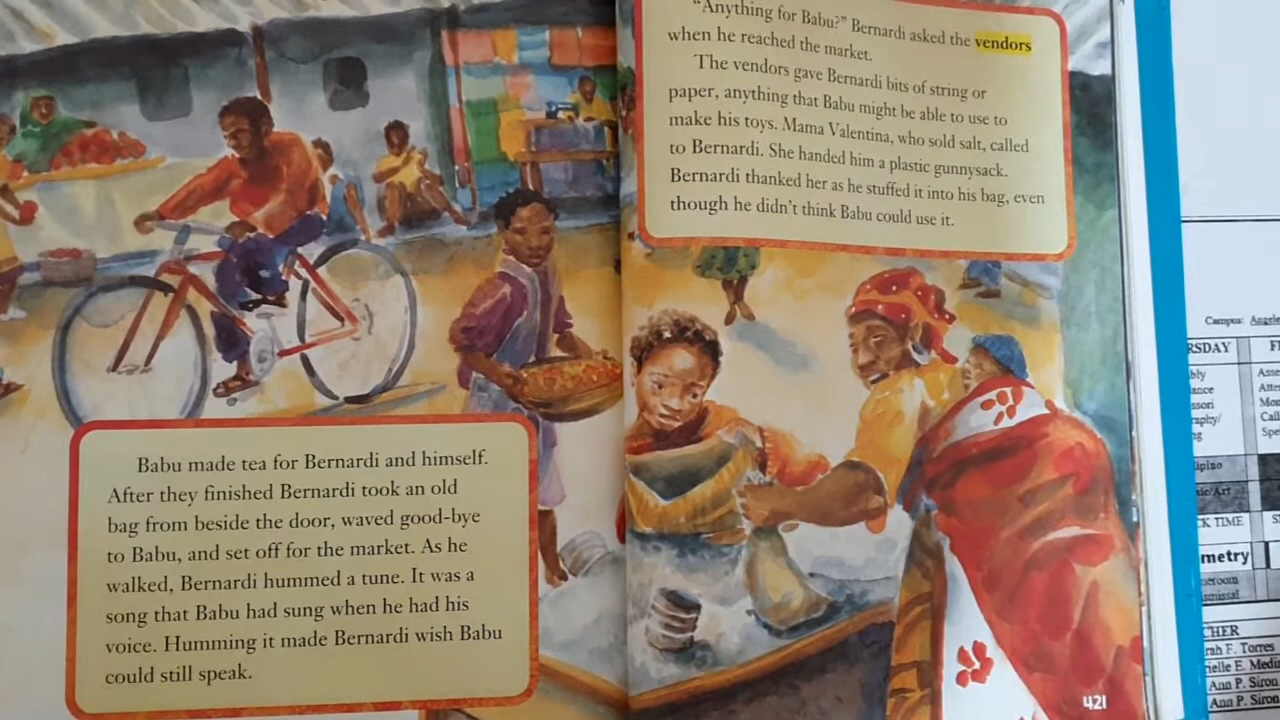 Babu made tea for Bernardi and himself.
After they finished Bernardi took an old
bag from beside the door, waved good-bye
to Babu, and set off for the market. As he
walked, Bernardi hummed a tune. It was a
song that Babu had sung when he had his
voice. Humming it made Bernardi wish Babu
could still speak.
"Anything for Babu?" Bernardi asked the vendors
when he reached the market.
The vendors gave Bernardi bits of string or
paper, anything that Babu might be able to use to
make his toys. Mama Valentina, who sold salt, called
to Bernardi. She handed him a plastic gunnysack.
Bernardi thanked her as he stuffed it into his bag, even
though he didn't think Babu could use it.
421
Campus:
TIME
F. Torres
E.
Ann P. Siron
Ann P. Siron